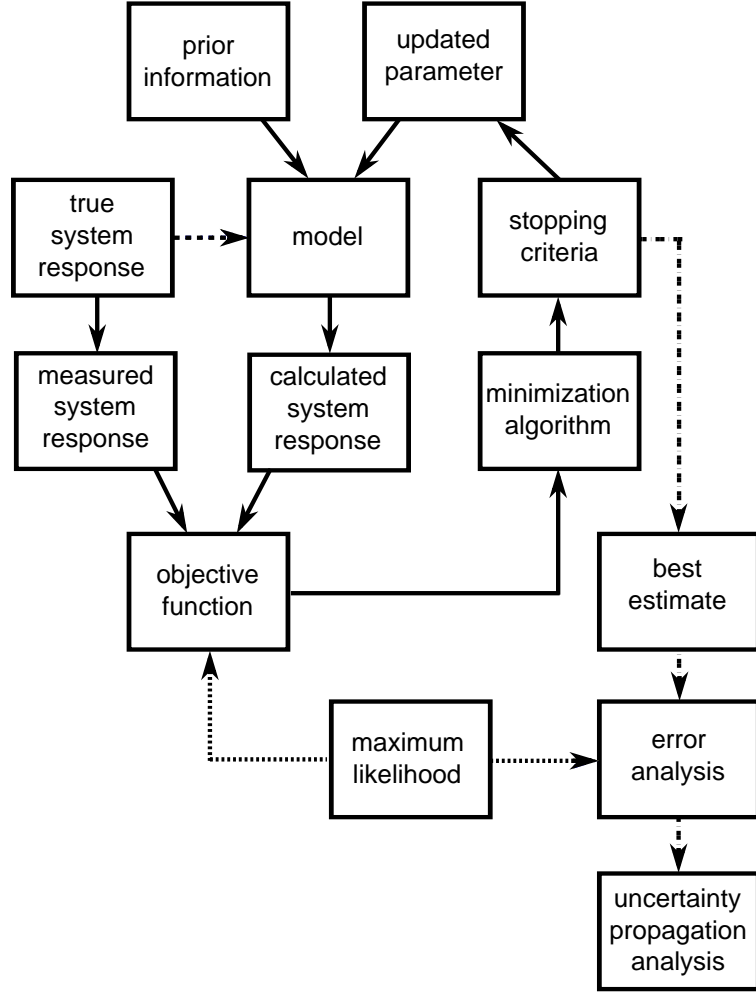 prior
information
updated
parameter
true
system
response
model
stopping
criteria
measured
system
response
calculated
system
response
minimization
algorithm
objective
function
best
estimate
maximum
likelihood
error
analysis
uncertainty
propagation
analysis